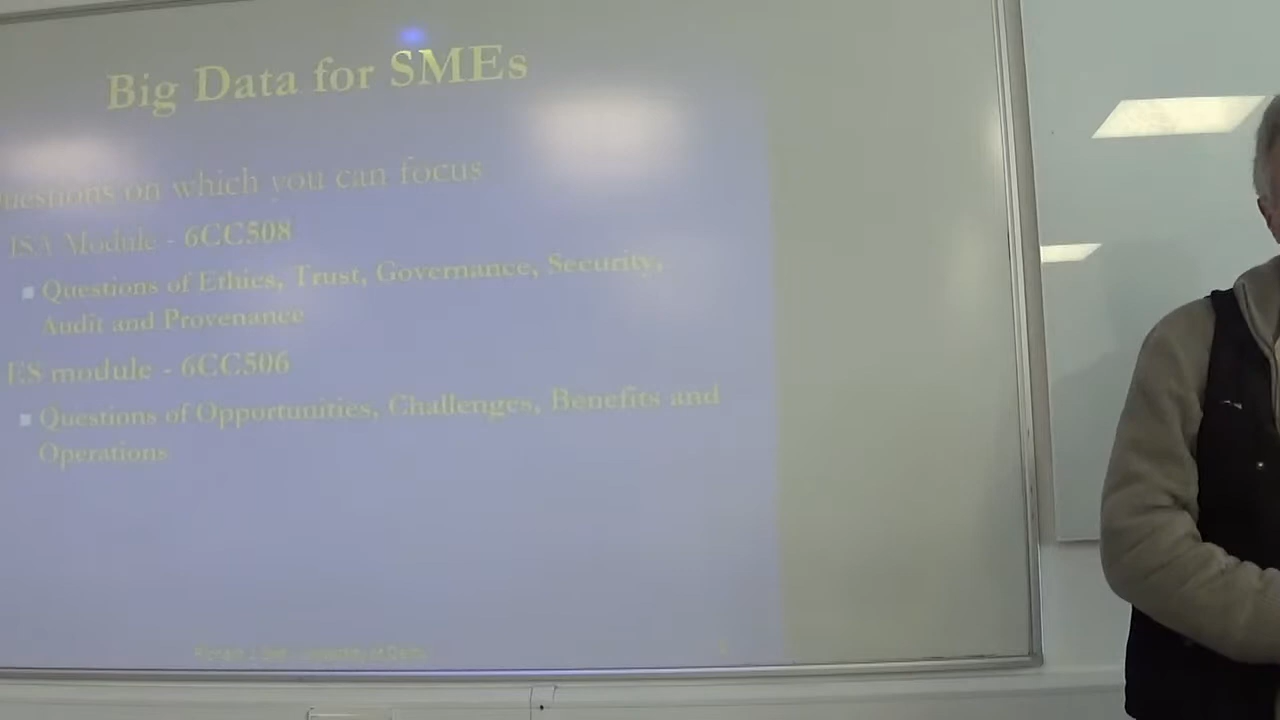 Big Data for SMEs
Questions on which you can focus
ISA Module - 6CC508
Questions of Ethics, Trust, Governance, Security,
Audit and Provenance
ES module - 6CC506
Questions of Opportunities, Challenges, Benefits and
Operations